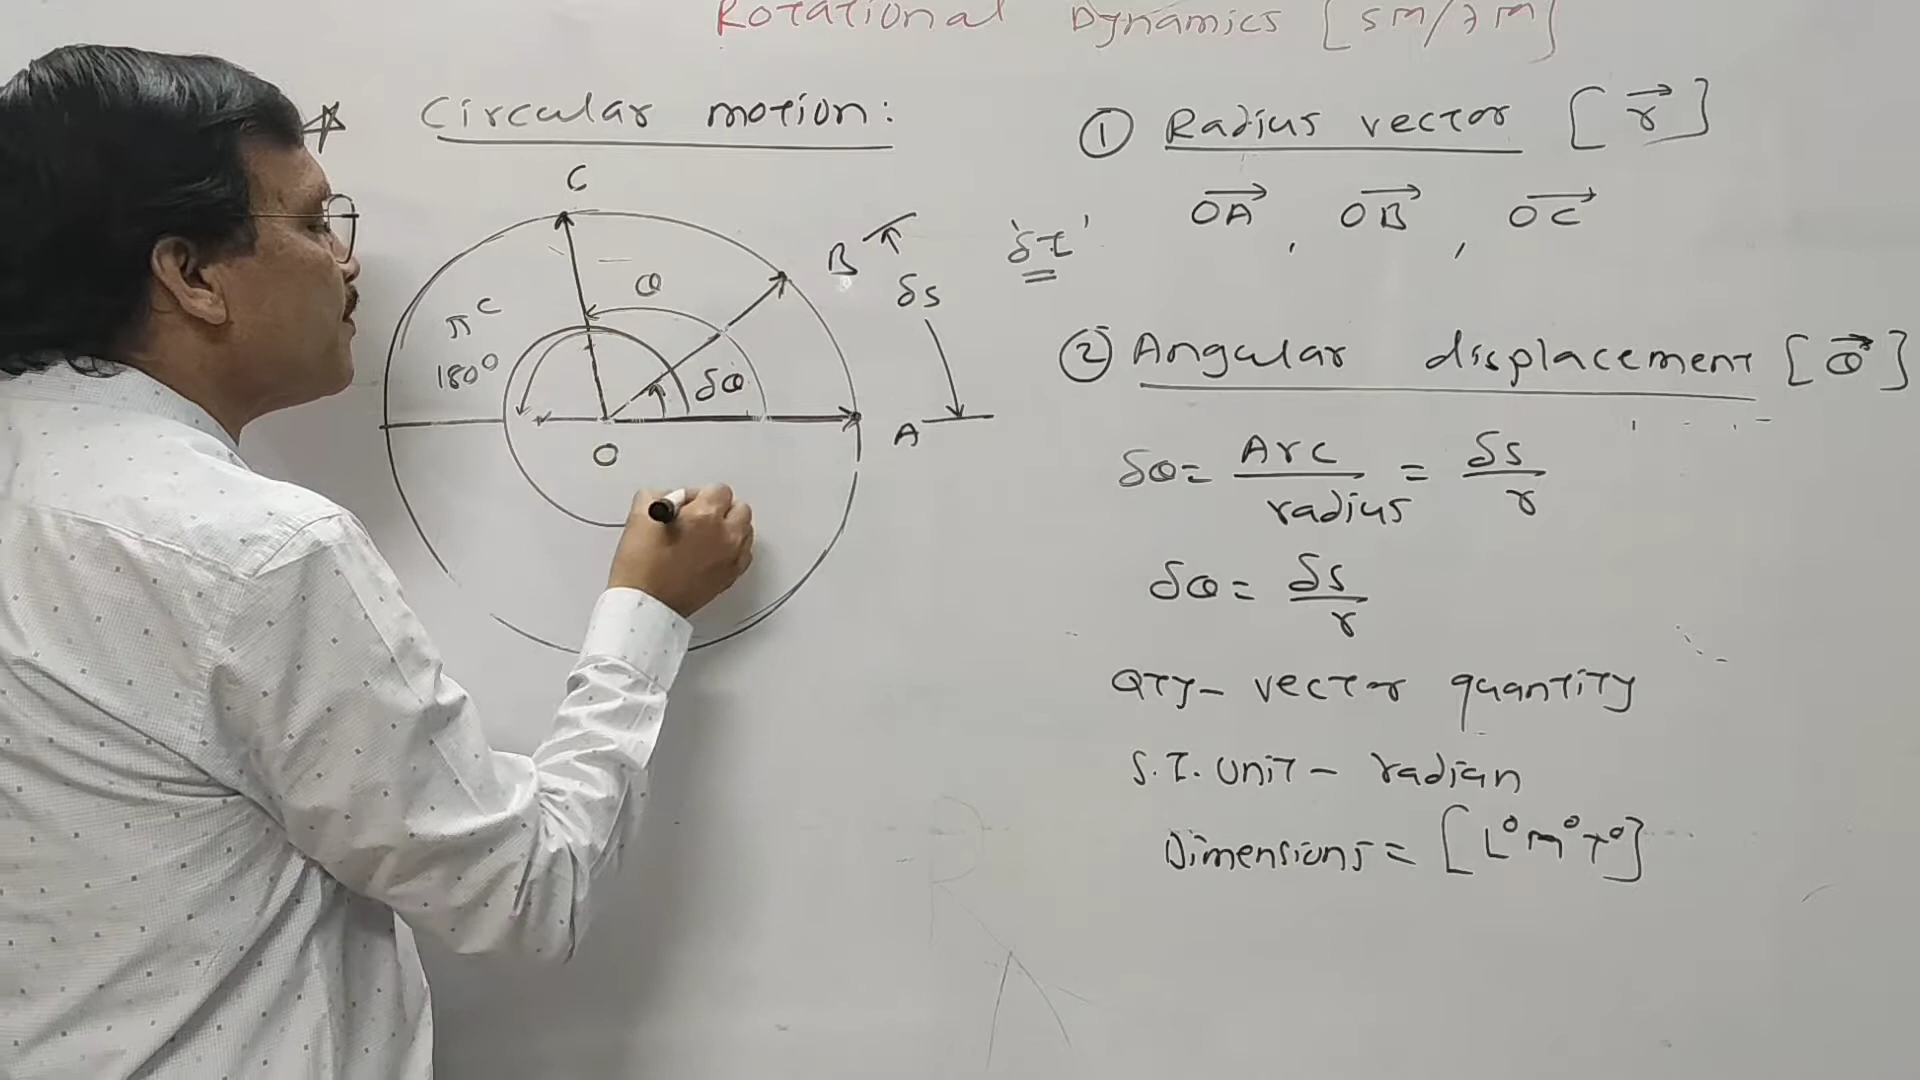 Rotational Dynamics [5M/7M]
Circular motion:
C
B
δs
'δt'
θ
π^c
180°
δθ
A
O
① Radius vector [r⃗]
OA⃗, OB⃗, OC⃗
② Angular displacement [θ⃗]
δθ = Arc/radius = δs/r
δθ = δs/r
QTY- vector quantity
S.I. unit - radian
Dimensions = [L⁰M⁰T⁰]